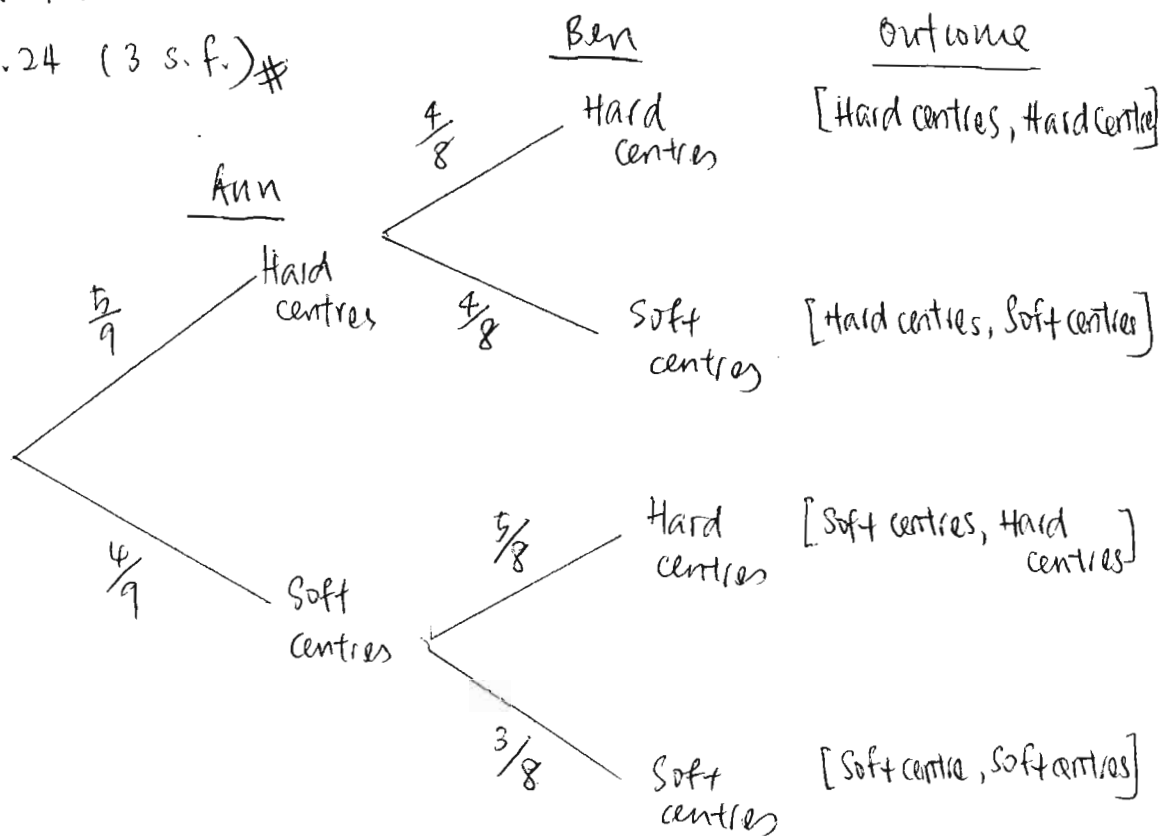 .24 (3 s.f.)#
Ben
Outcome
Ann
4/8
Hard
centres
[Hard centres, Hard Centre]
5/9
Hard
centres
4/8
Soft
centres
[Hard centres, Soft centres]
4/9
Soft
centres
5/8
Hard
centres
[Soft centres, Hard
centres]
3/8
Soft
centres
[Soft centre, Soft centres]